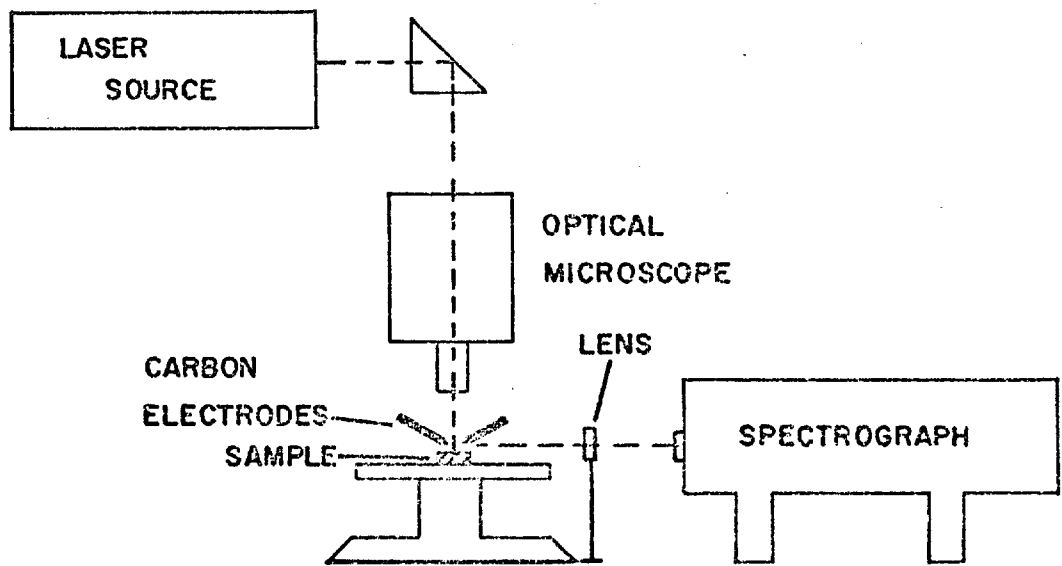 LASER
SOURCE
OPTICAL
MICROSCOPE
LENS
CARBON
ELECTRODES
SAMPLE
SPECTROGRAPH